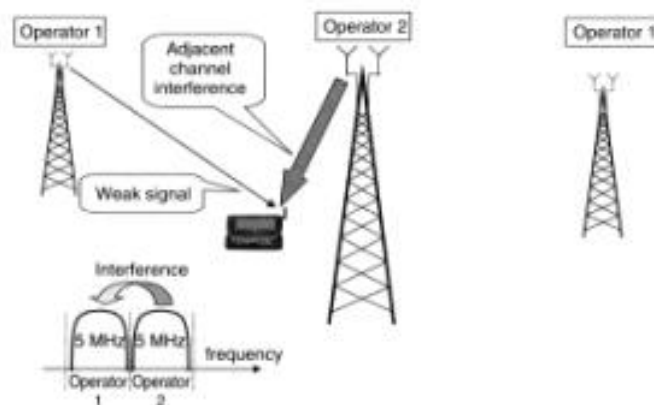 Operator 1
Adjacent
channel
interference
Operator 2
Operator 1
Weak signal
Interference
5 MHz 5 MHz
frequency
Operator Operator
1 2